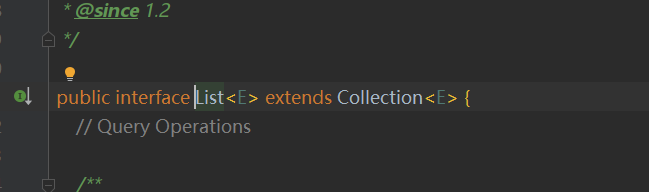 * @since 1.2
*/
public interface List<E> extends Collection<E> {
// Query Operations
/**